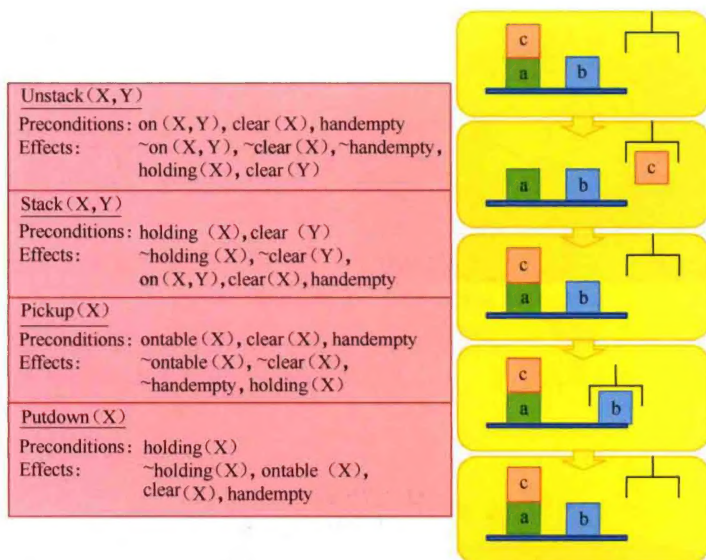 Unstack(X,Y)
Preconditions: on(X,Y), clear(X), handempty
Effects: ~on(X,Y), ~clear(X), ~handempty,
holding(X), clear(Y)
Stack(X,Y)
Preconditions: holding (X), clear (Y)
Effects: ~holding(X), ~clear(Y),
on(X,Y), clear(X), handempty
Pickup(X)
Preconditions: ontable(X), clear(X), handempty
Effects: ~ontable(X), ~clear(X),
~handempty, holding(X)
Putdown(X)
Preconditions: holding(X)
Effects: ~holding(X), ontable (X),
clear(X), handempty
c
a b
a b c
c
a b
c
a b
c
a b